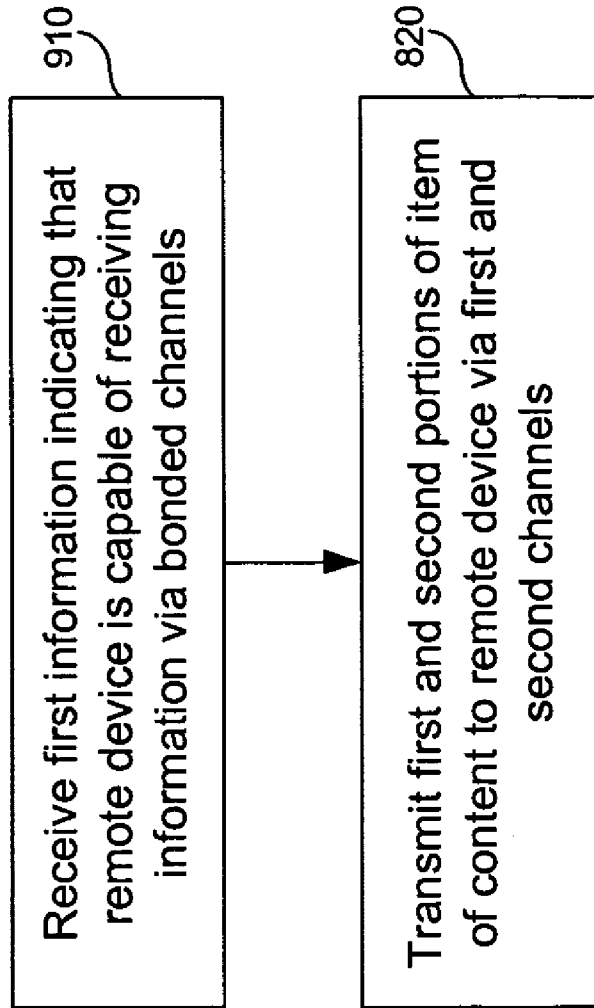 910
Receive first information indicating that
remote device is capable of receiving
information via bonded channels
820
Transmit first and second portions of item
of content to remote device via first and
second channels